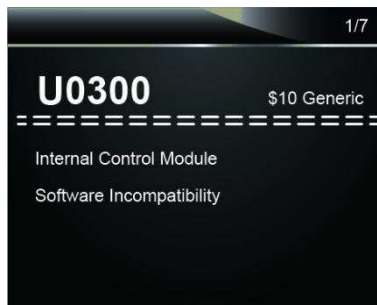 1/7
U0300
$10 Generic
Internal Control Module
Software Incompatibility